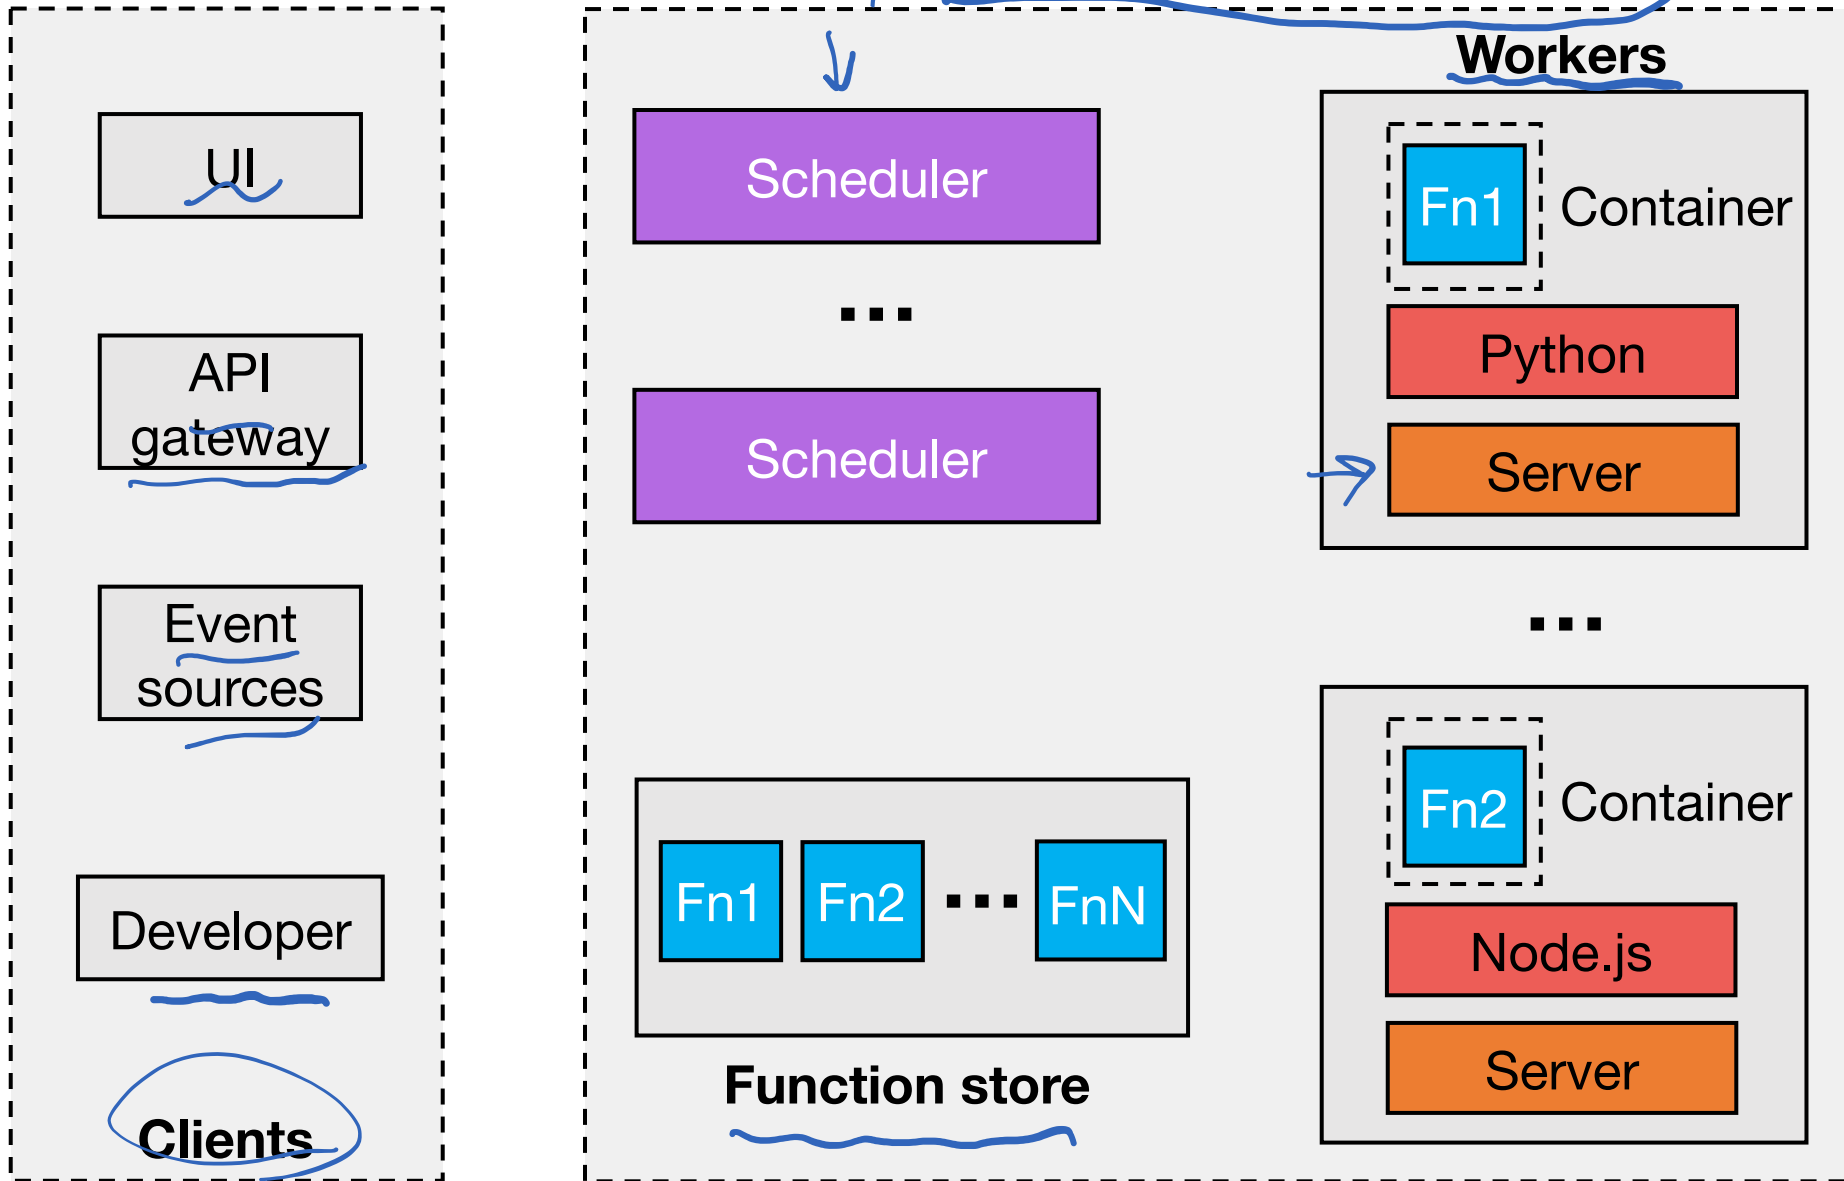 UI
API
gateway
Event
sources
Developer
Clients
Scheduler
...
Scheduler
Fn1 Fn2 ... FnN
Function store
Workers
Fn1 Container
Python
Server
...
Fn2 Container
Node.js
Server